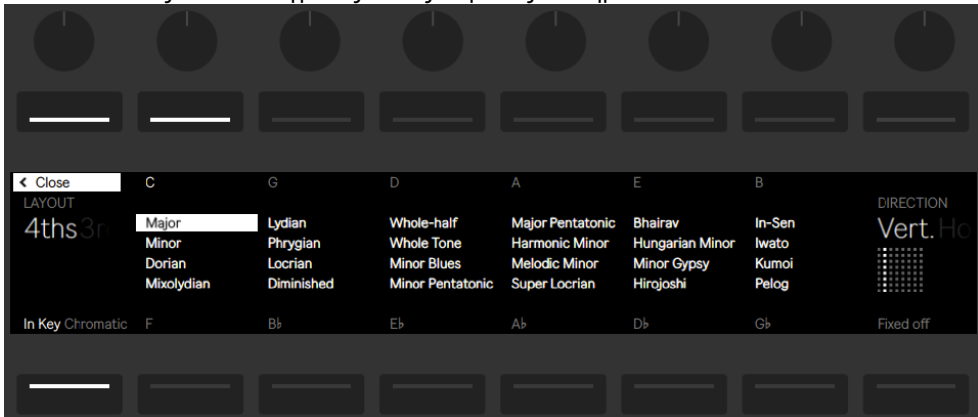 < Close C G D A E B
LAYOUT DIRECTION
4ths Vert.
Major Lydian Whole-half Major Pentatonic Bhairav In-Sen
Minor Phrygian Whole Tone Harmonic Minor Hungarian Minor Iwato
Dorian Locrian Minor Blues Melodic Minor Minor Gypsy Kumoi
Mixolydian Diminished Minor Pentatonic Super Locrian Hirojoshi Pelog
In Key Chromatic F B♭ E♭ A♭ D♭ G♭ Fixed off